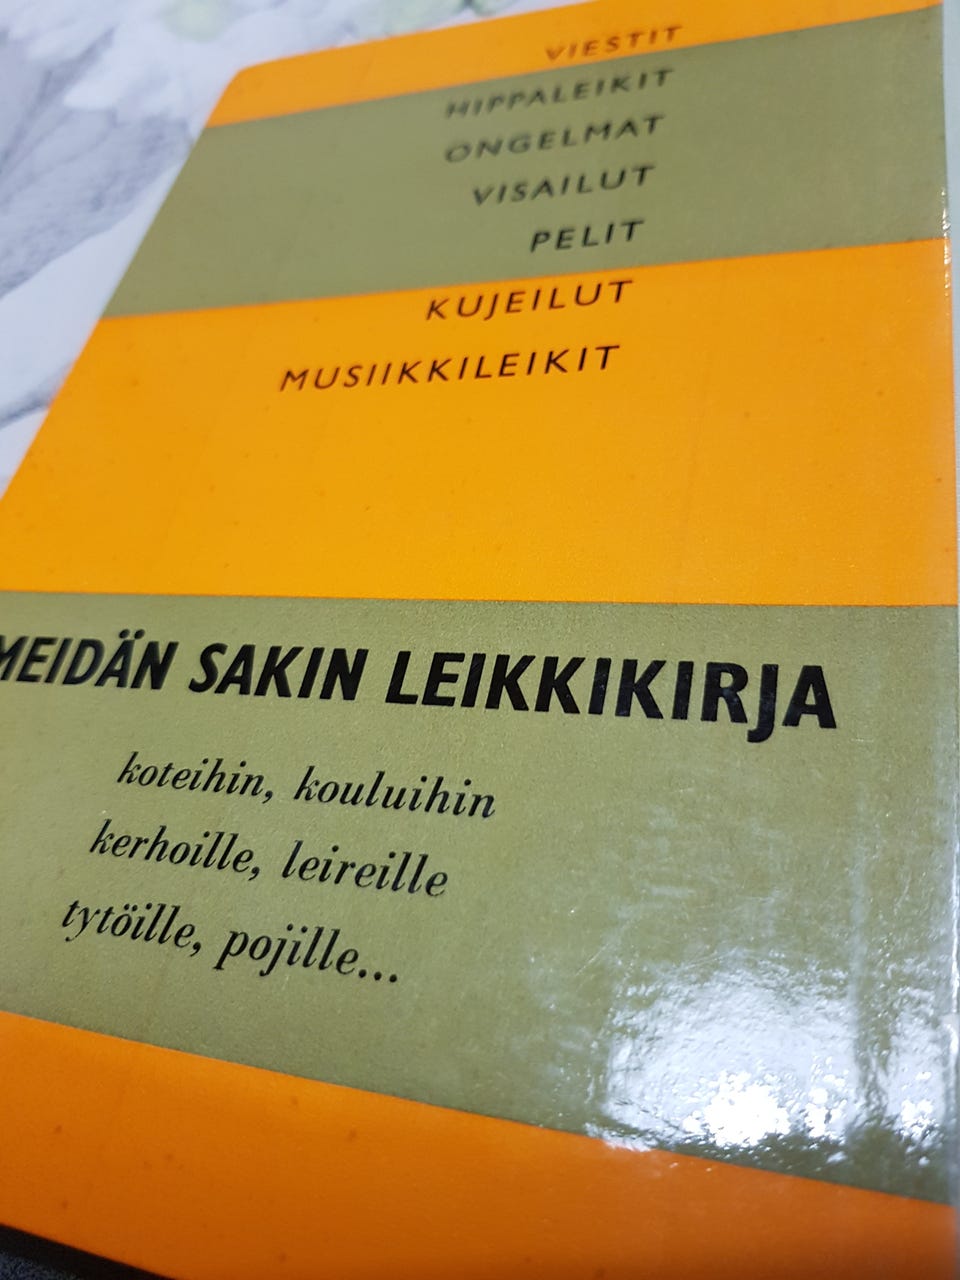 VIESTIT
HIPPALEIKIT
ONGELMAT
VISAILUT
PELIT
KUJEILUT
MUSIIKKILEIKIT
MEIDÄN SAKIN LEIKKIKIRJA
koteihin, kouluihin
kerhoille, leireille
tytöille, pojille...